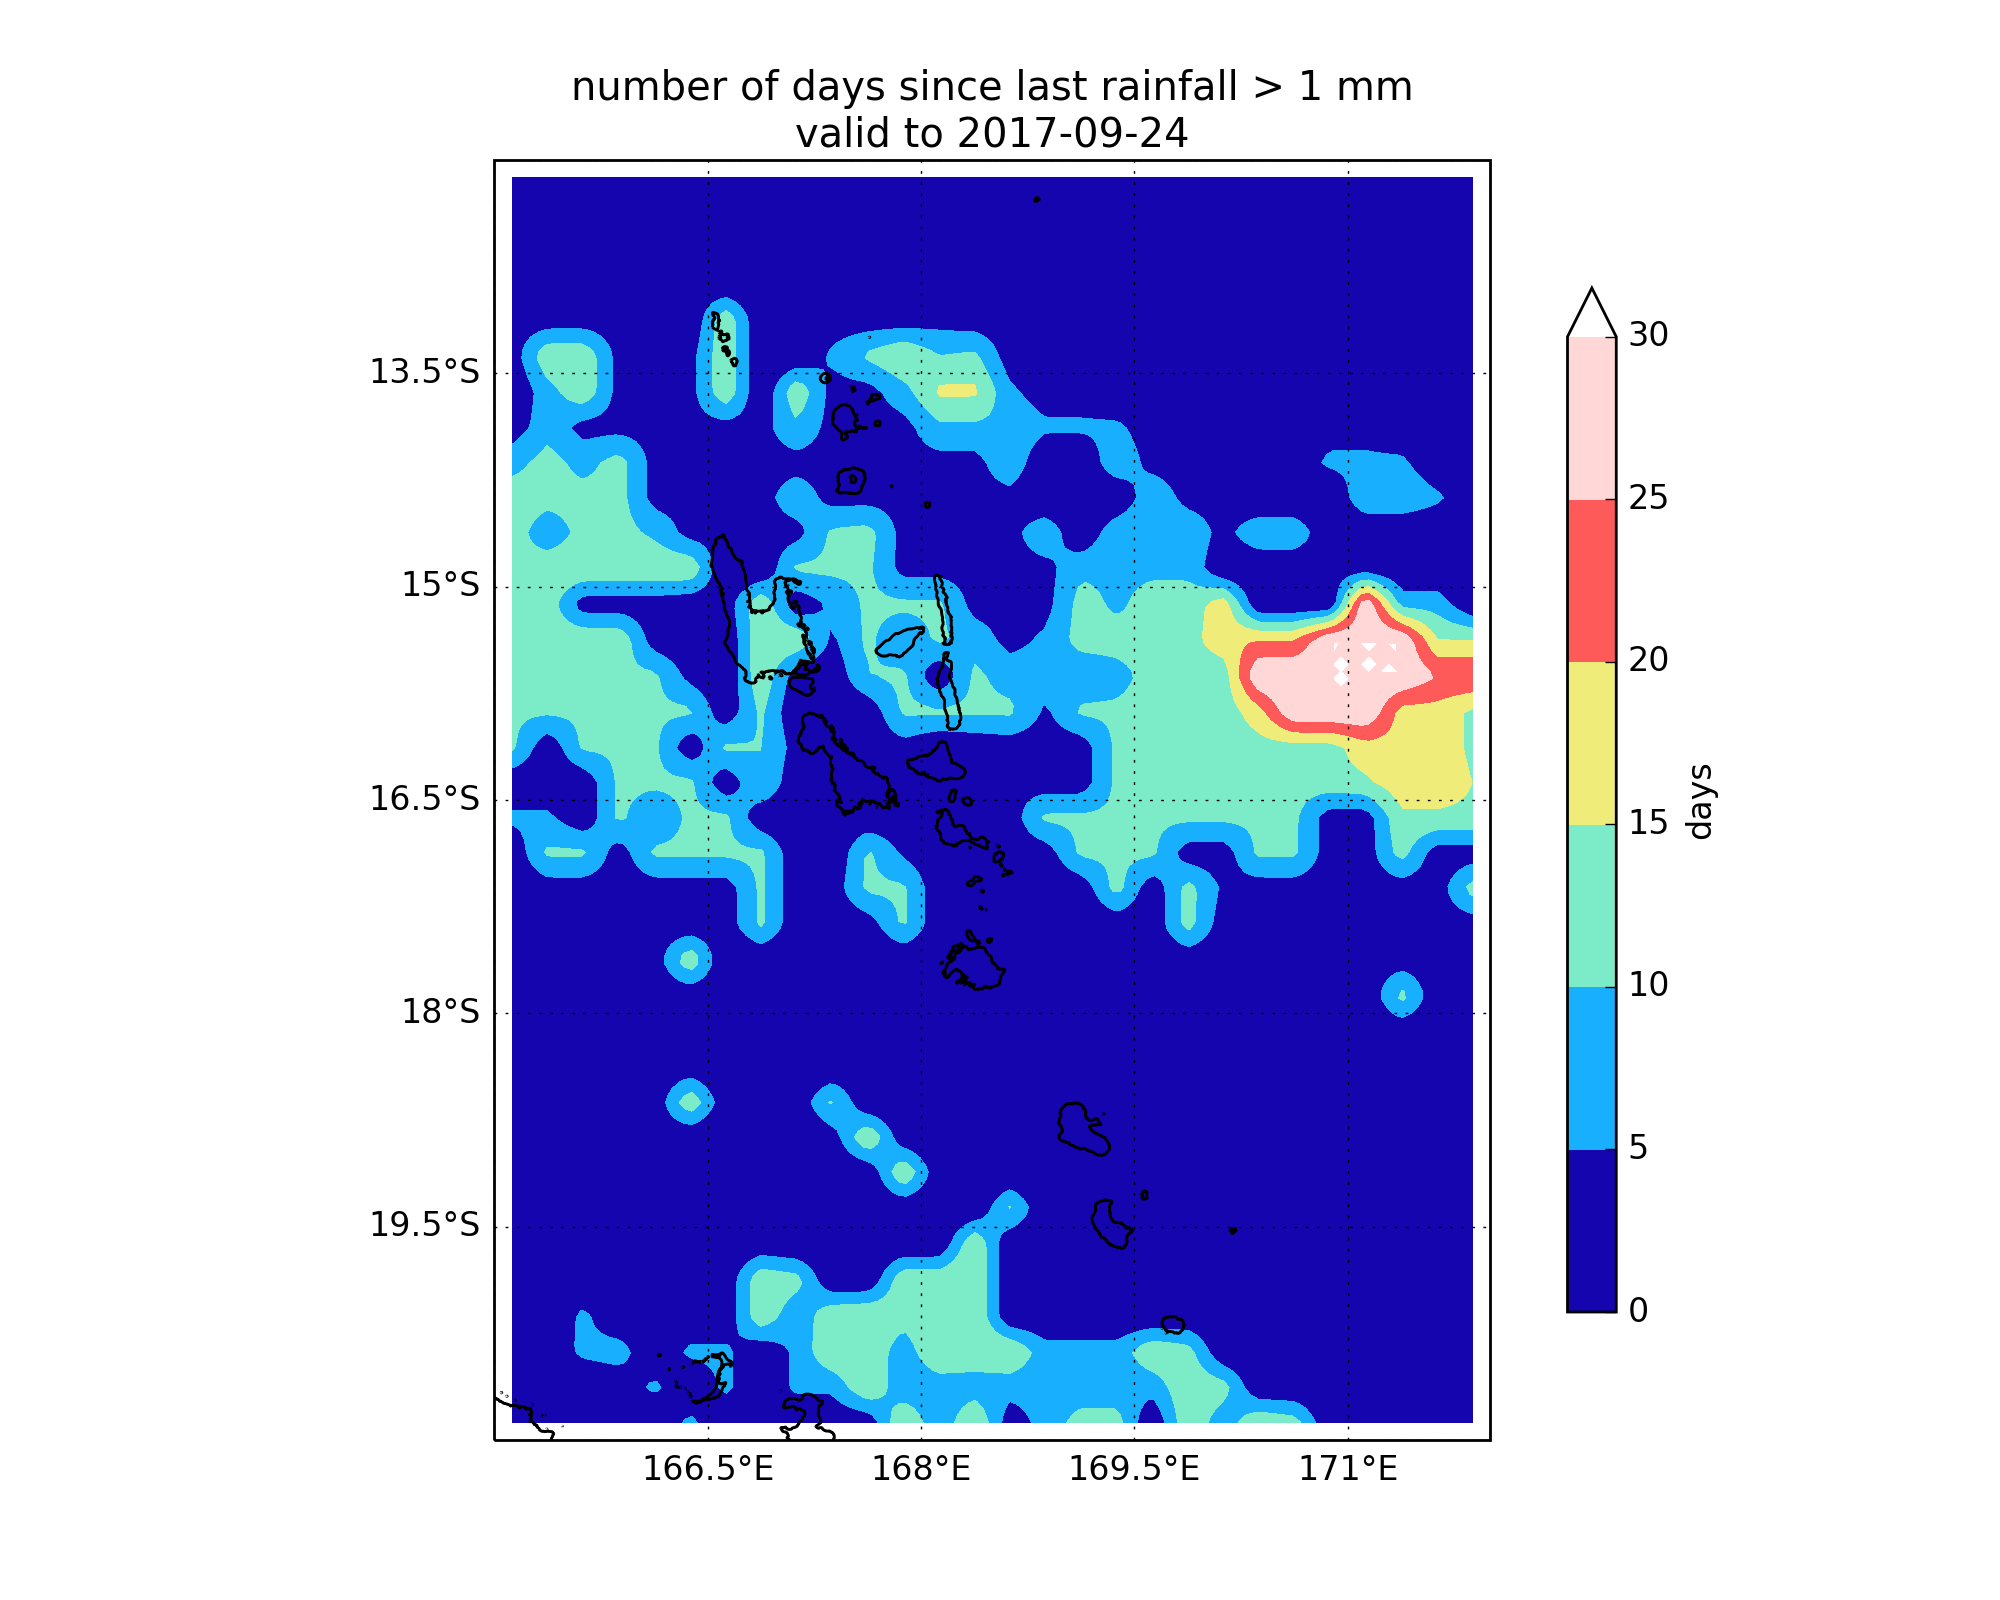 number of days since last rainfall > 1 mm
valid to 2017-09-24
13.5°S
15°S
16.5°S
18°S
19.5°S
166.5°E
168°E
169.5°E
171°E
30
25
20
15
10
5
0
days